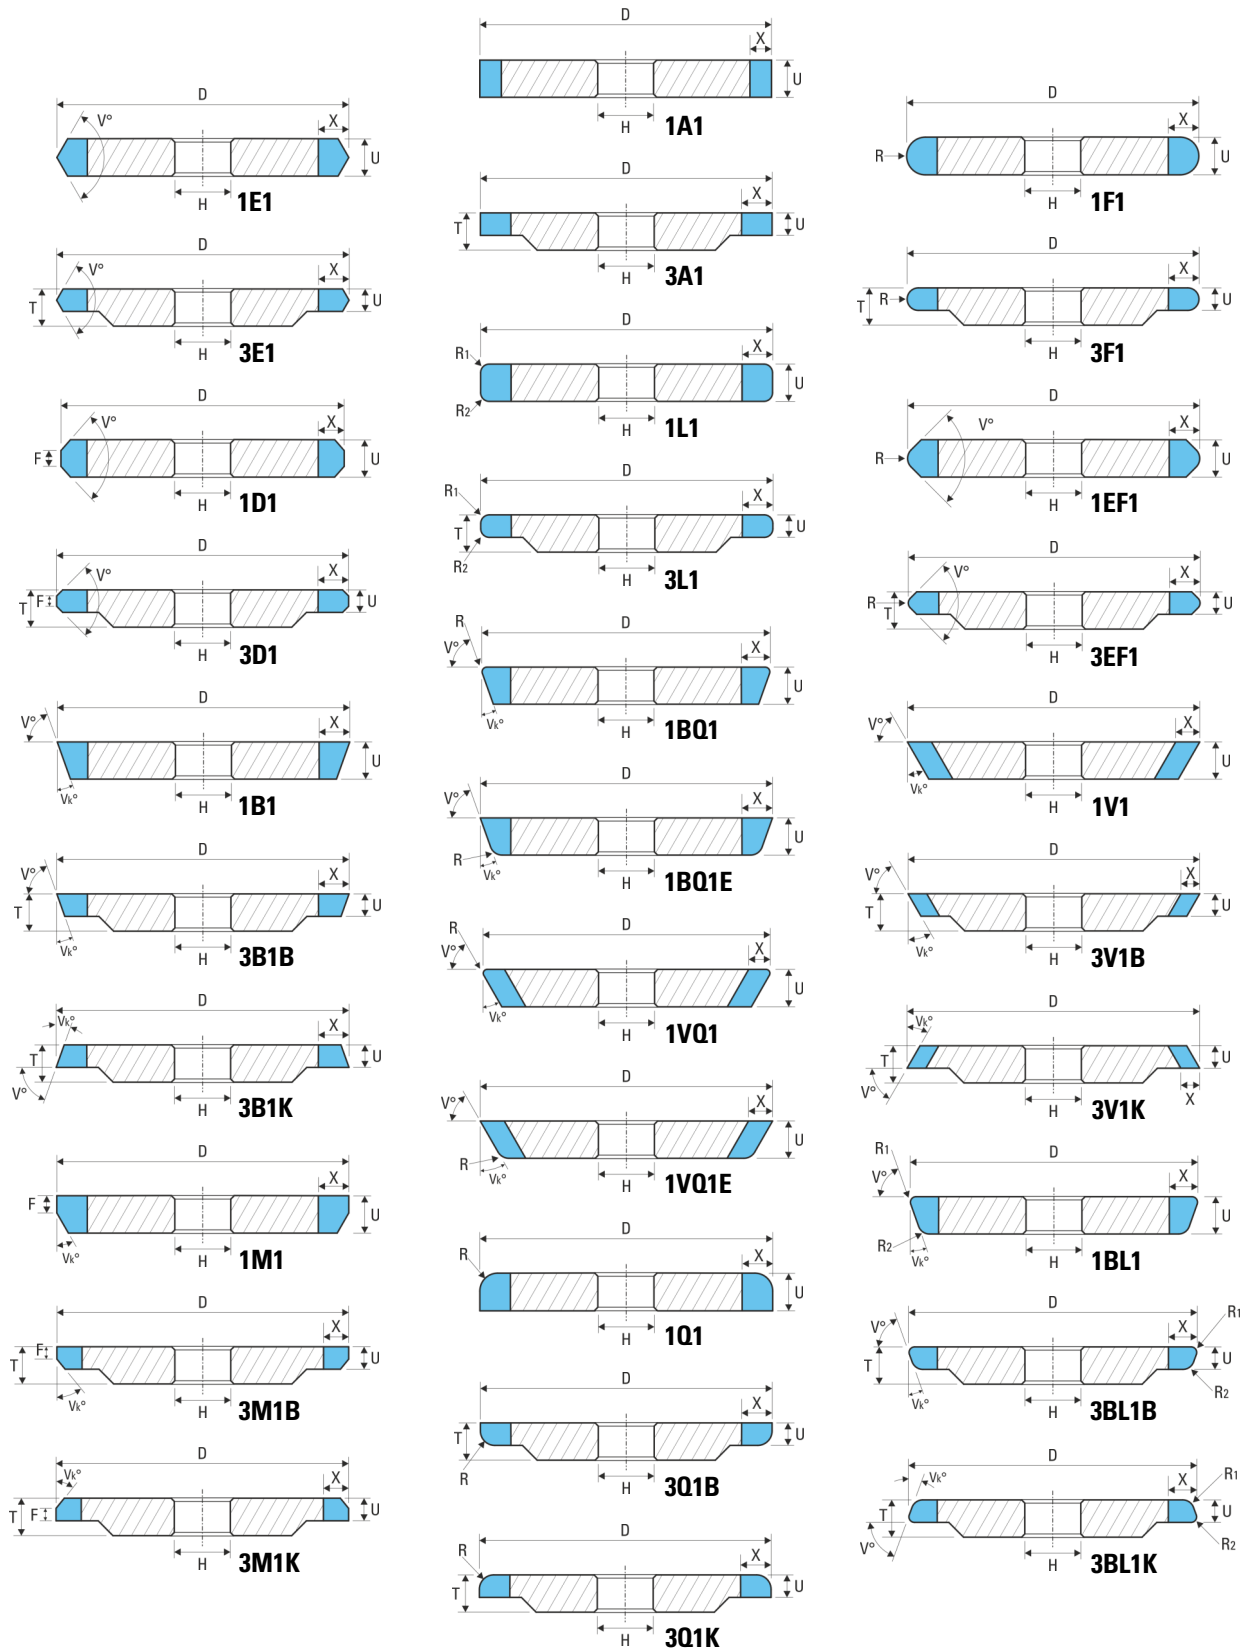 D
V°
X
U
H
1E1
D
V°
X
T
U
H
3E1
D
V°
X
F
U
H
1D1
D
V°
X
T
F
U
H
3D1
D
V°
X
U
Vk°
H
1B1
D
V°
X
T
U
Vk°
H
3B1B
D
Vk°
X
T
U
V°
H
3B1K
D
X
F
U
Vk°
H
1M1
D
X
T
F
U
Vk°
H
3M1B
D
Vk°
X
T
F
U
H
3M1K
D
X
U
H
1A1
D
X
T
U
H
3A1
D
R1
X
U
R2
H
1L1
D
R1
X
T
U
R2
H
3L1
R
D
V°
X
U
Vk°
H
1BQ1
D
V°
X
U
R
Vk°
H
1BQ1E
R
D
V°
X
U
Vk°
H
1VQ1
D
V°
X
U
R
Vk°
H
1VQ1E
D
R
X
U
H
1Q1
D
X
T
U
R
H
3Q1B
D
R
X
T
U
H
3Q1K
D
X
R
U
H
1F1
D
X
T
R
U
H
3F1
D
V°
X
R
U
H
1EF1
D
V°
X
R
T
U
H
3EF1
D
V°
X
U
Vk°
H
1V1
D
V°
X
T
U
Vk°
H
3V1B
D
Vk°
T
U
V°
H
X
3V1K
R1
D
V°
X
U
R2
Vk°
H
1BL1
D
R1
V°
X
T
U
Vk°
R2
H
3BL1B
D
Vk°
X
R1
T
U
V°
R2
H
3BL1K